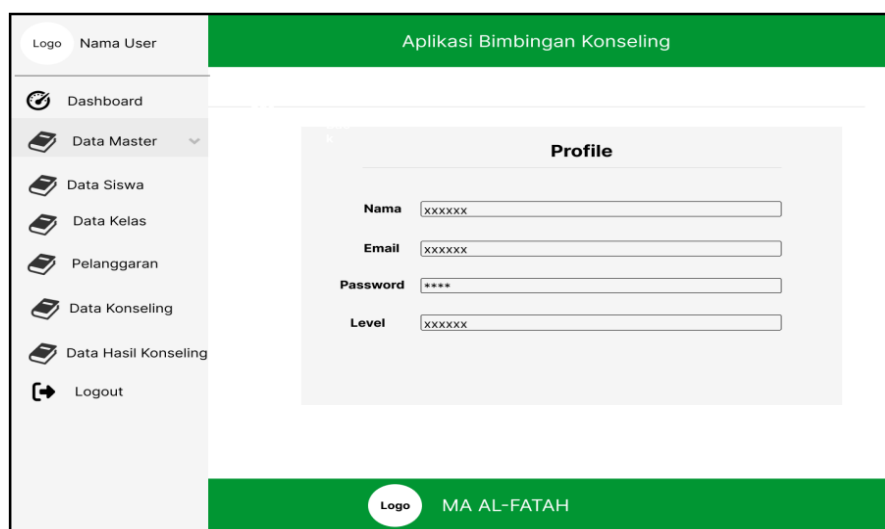 Logo Nama User
Aplikasi Bimbingan Konseling
Dashboard
Data Master
Data Siswa
Data Kelas
Pelanggaran
Data Konseling
Data Hasil Konseling
Logout
Profile
Nama xxxxxx
Email xxxxxx
Password ****
Level xxxxxx
Logo MA AL-FATAH